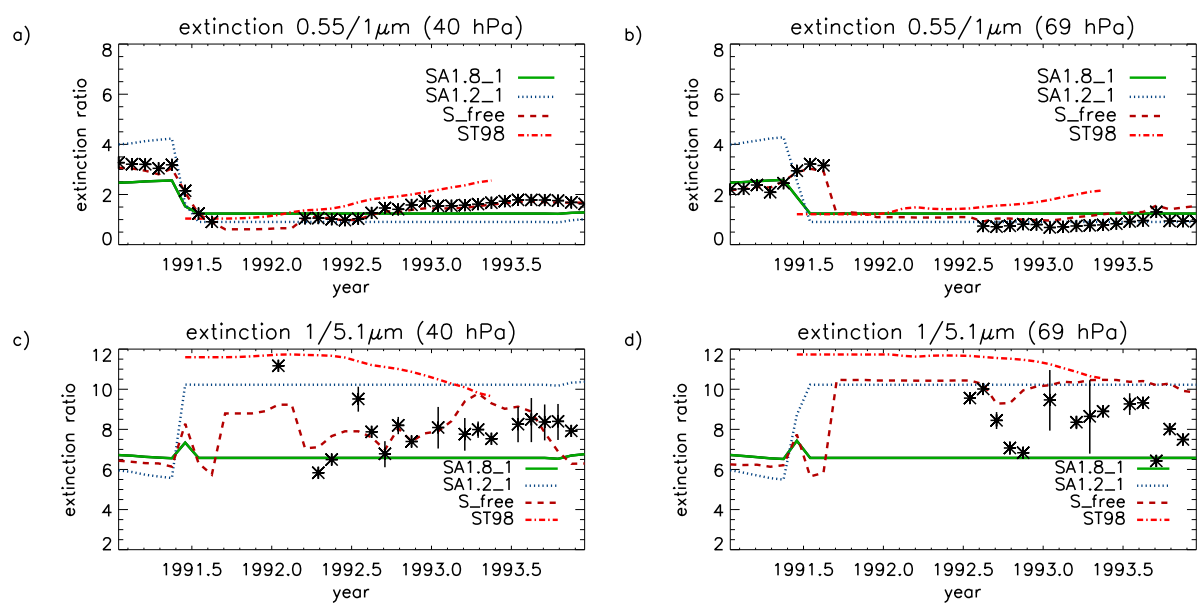 a)
extinction 0.55/1μm (40 hPa)
extinction ratio
8
6
4
2
0
SA1.8_1
SA1.2_1
S_free
ST98
1991.5 1992.0 1992.5 1993.0 1993.5
year
b)
extinction 0.55/1μm (69 hPa)
extinction ratio
8
6
4
2
0
SA1.8_1
SA1.2_1
S_free
ST98
1991.5 1992.0 1992.5 1993.0 1993.5
year
c)
extinction 1/5.1μm (40 hPa)
extinction ratio
12
10
8
6
4
2
SA1.8_1
SA1.2_1
S_free
ST98
1991.5 1992.0 1992.5 1993.0 1993.5
year
d)
extinction 1/5.1μm (69 hPa)
extinction ratio
12
10
8
6
4
2
SA1.8_1
SA1.2_1
S_free
ST98
1991.5 1992.0 1992.5 1993.0 1993.5
year